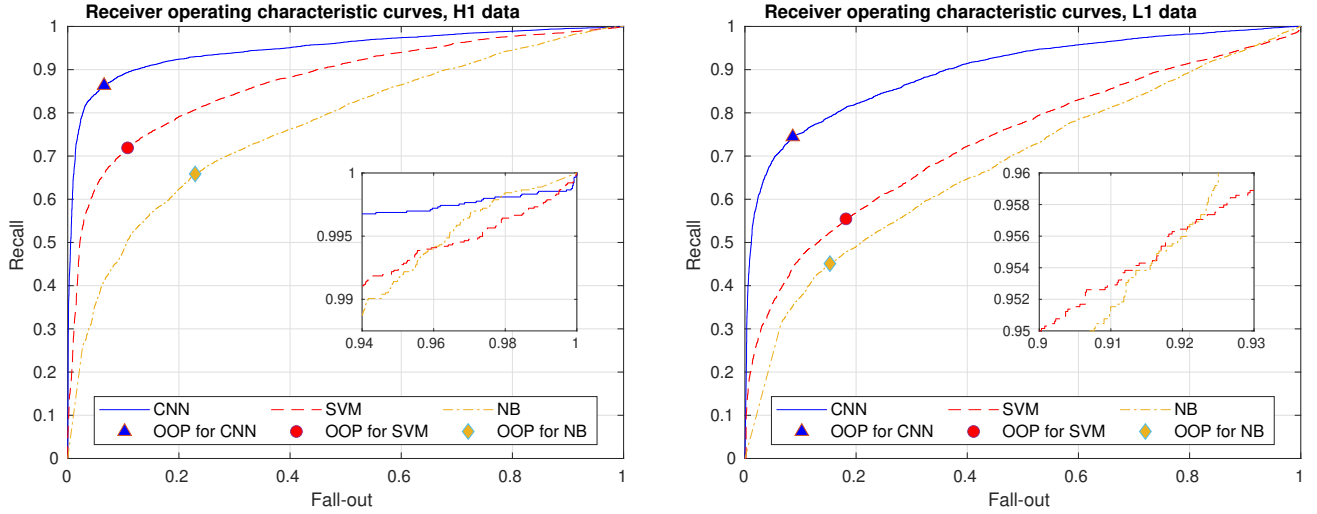 Receiver operating characteristic curves, H1 data
1
0.9
0.8
0.7
0.6
0.5
0.4
0.3
0.2
0.1
0
Recall
0 0.2 0.4 0.6 0.8 1
Fall-out
1
0.995
0.99
0.94 0.96 0.98 1
CNN SVM NB
OOP for CNN OOP for SVM OOP for NB
Receiver operating characteristic curves, L1 data
1
0.9
0.8
0.7
0.6
0.5
0.4
0.3
0.2
0.1
0
Recall
0 0.2 0.4 0.6 0.8 1
Fall-out
0.96
0.958
0.956
0.954
0.952
0.95
0.9 0.91 0.92 0.93
CNN SVM NB
OOP for CNN OOP for SVM OOP for NB